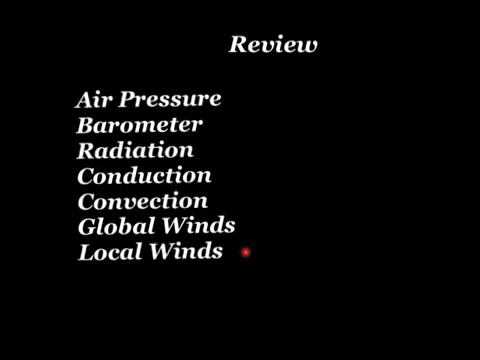 Review
Air Pressure
Barometer
Radiation
Conduction
Convection
Global Winds
Local Winds